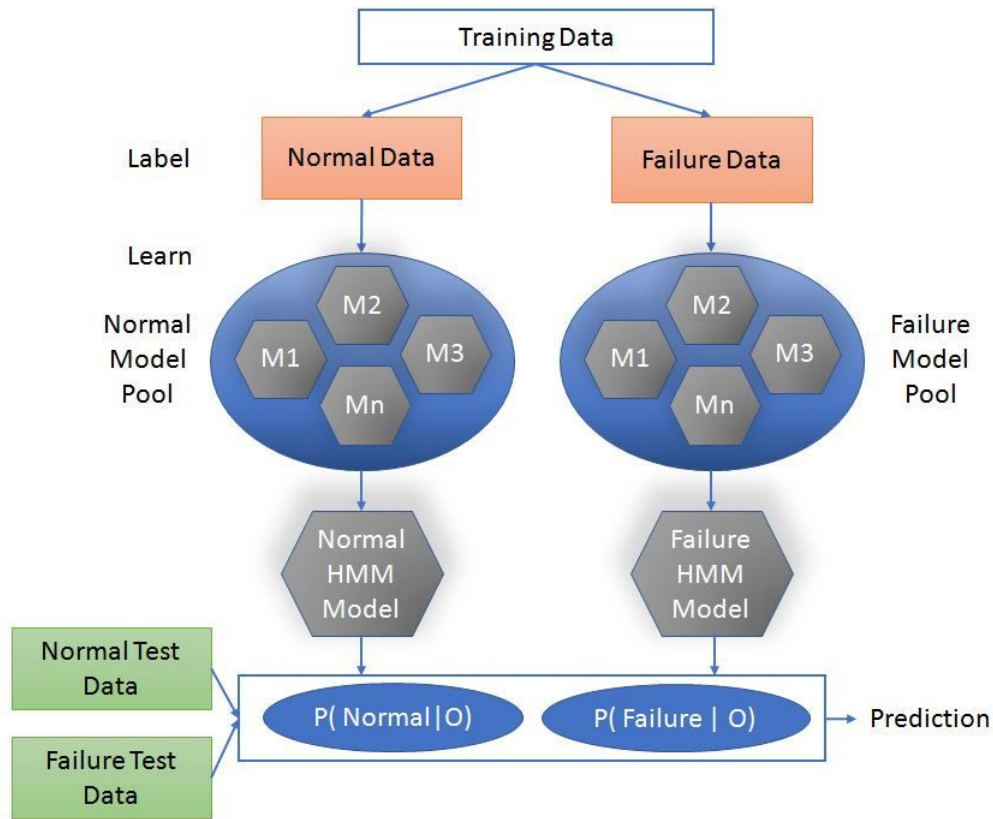 Training Data
Label
Normal Data
Failure Data
Learn
Normal
Model
Pool
M2
M1
M3
Mn
M2
M1
M3
Mn
Failure
Model
Pool
Normal
HMM
Model
Failure
HMM
Model
Normal Test
Data
Failure Test
Data
P( Normal|O)
P( Failure | O)
Prediction